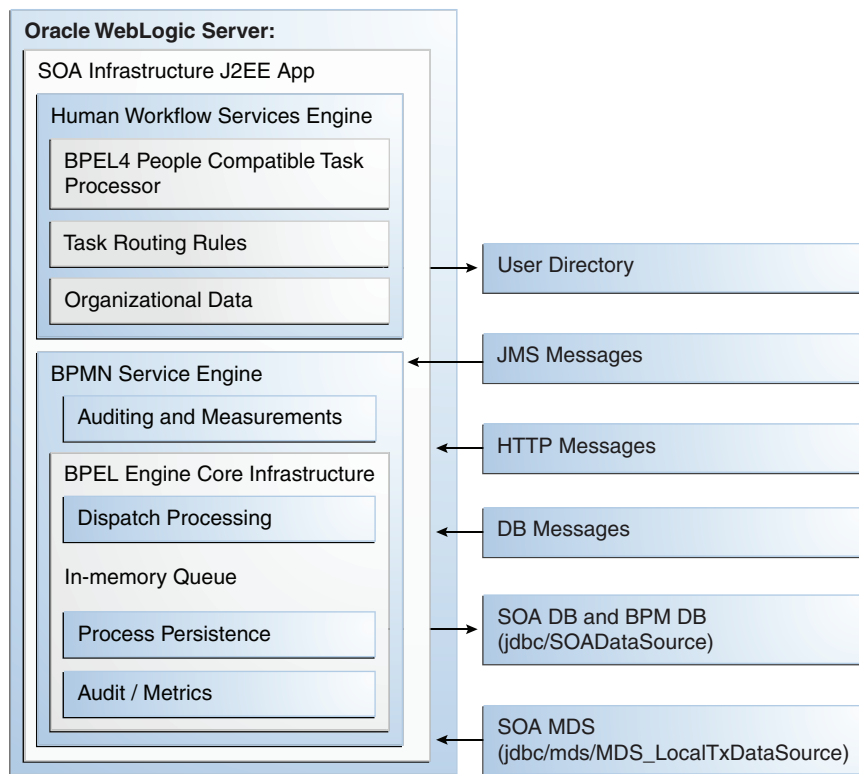 Oracle WebLogic Server:
SOA Infrastructure J2EE App
Human Workflow Services Engine
BPEL4 People Compatible Task
Processor
Task Routing Rules
Organizational Data
BPMN Service Engine
Auditing and Measurements
BPEL Engine Core Infrastructure
Dispatch Processing
In-memory Queue
Process Persistence
Audit / Metrics
User Directory
JMS Messages
HTTP Messages
DB Messages
SOA DB and BPM DB
(jdbc/SOADataSource)
SOA MDS
(jdbc/mds/MDS_LocalTxDataSource)